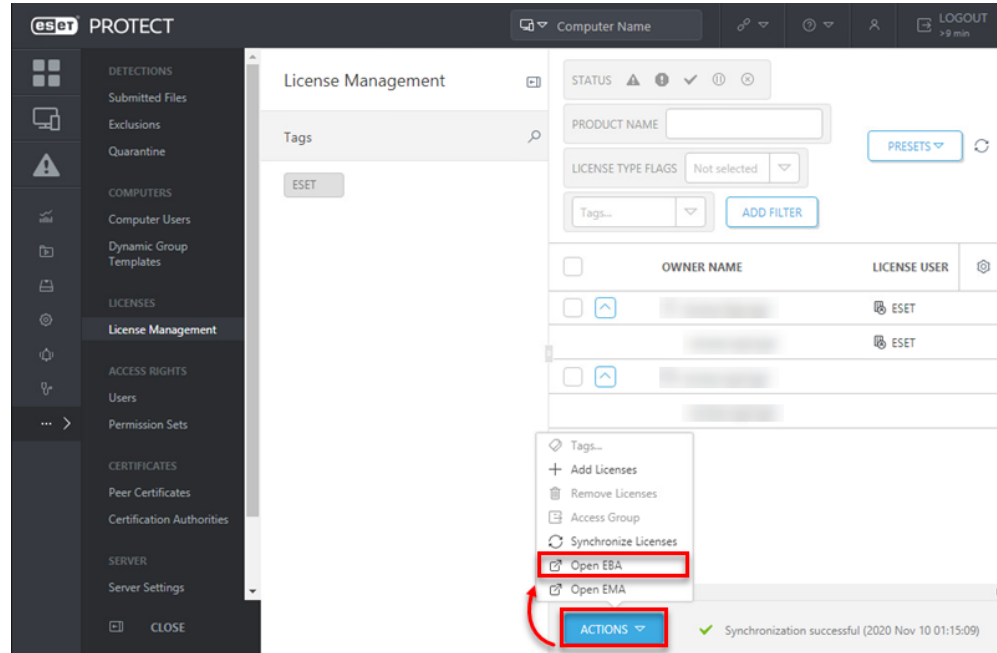 eset PROTECT
Computer Name
LOGOUT
>9 min
DETECTIONS
Submitted Files
Exclusions
Quarantine
COMPUTERS
Computer Users
Dynamic Group
Templates
LICENSES
License Management
ACCESS RIGHTS
Users
Permission Sets
CERTIFICATES
Peer Certificates
Certification Authorities
SERVER
Server Settings
CLOSE
License Management
Tags
ESET
STATUS
PRODUCT NAME
LICENSE TYPE FLAGS Not selected
Tags...
ADD FILTER
PRESETS
OWNER NAME LICENSE USER
ESET
ESET
Tags...
Add Licenses
Remove Licenses
Access Group
Synchronize Licenses
Open EBA
Open EMA
ACTIONS
Synchronization successful (2020 Nov 10 01:15:09)